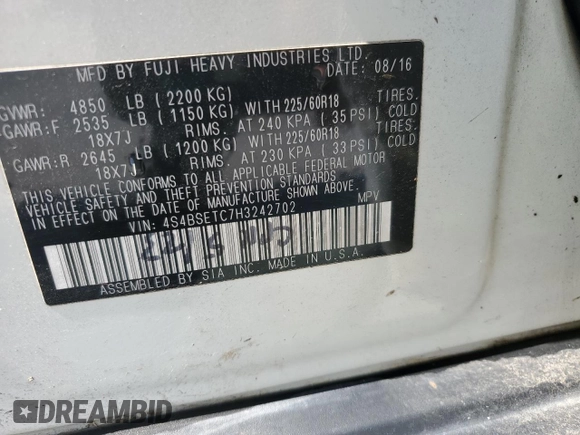 MFD BY FUJI HEAVY INDUSTRIES LTD.
DATE: 08/16
GVWR: 4850 LB (2200 KG)
GAWR:F 2535 LB (1150 KG) WITH 225/60R18 TIRES.
18X7J RIMS. AT 240 KPA (35 PSI) COLD
GAWR:R 2645 LB (1200 KG) WITH 225/60R18 TIRES.
18X7J RIMS. AT 230 KPA (33 PSI) COLD
THIS VEHICLE CONFORMS TO ALL APPLICABLE FEDERAL MOTOR
VEHICLE SAFETY AND THEFT PREVENTION STANDARDS
IN EFFECT ON THE DATE OF MANUFACTURE SHOWN ABOVE.
VIN: 4S4BSETC7H3242702 MPV
ASSEMBLED BY SIA INC. MADE IN U.S.A.
DREAMBID